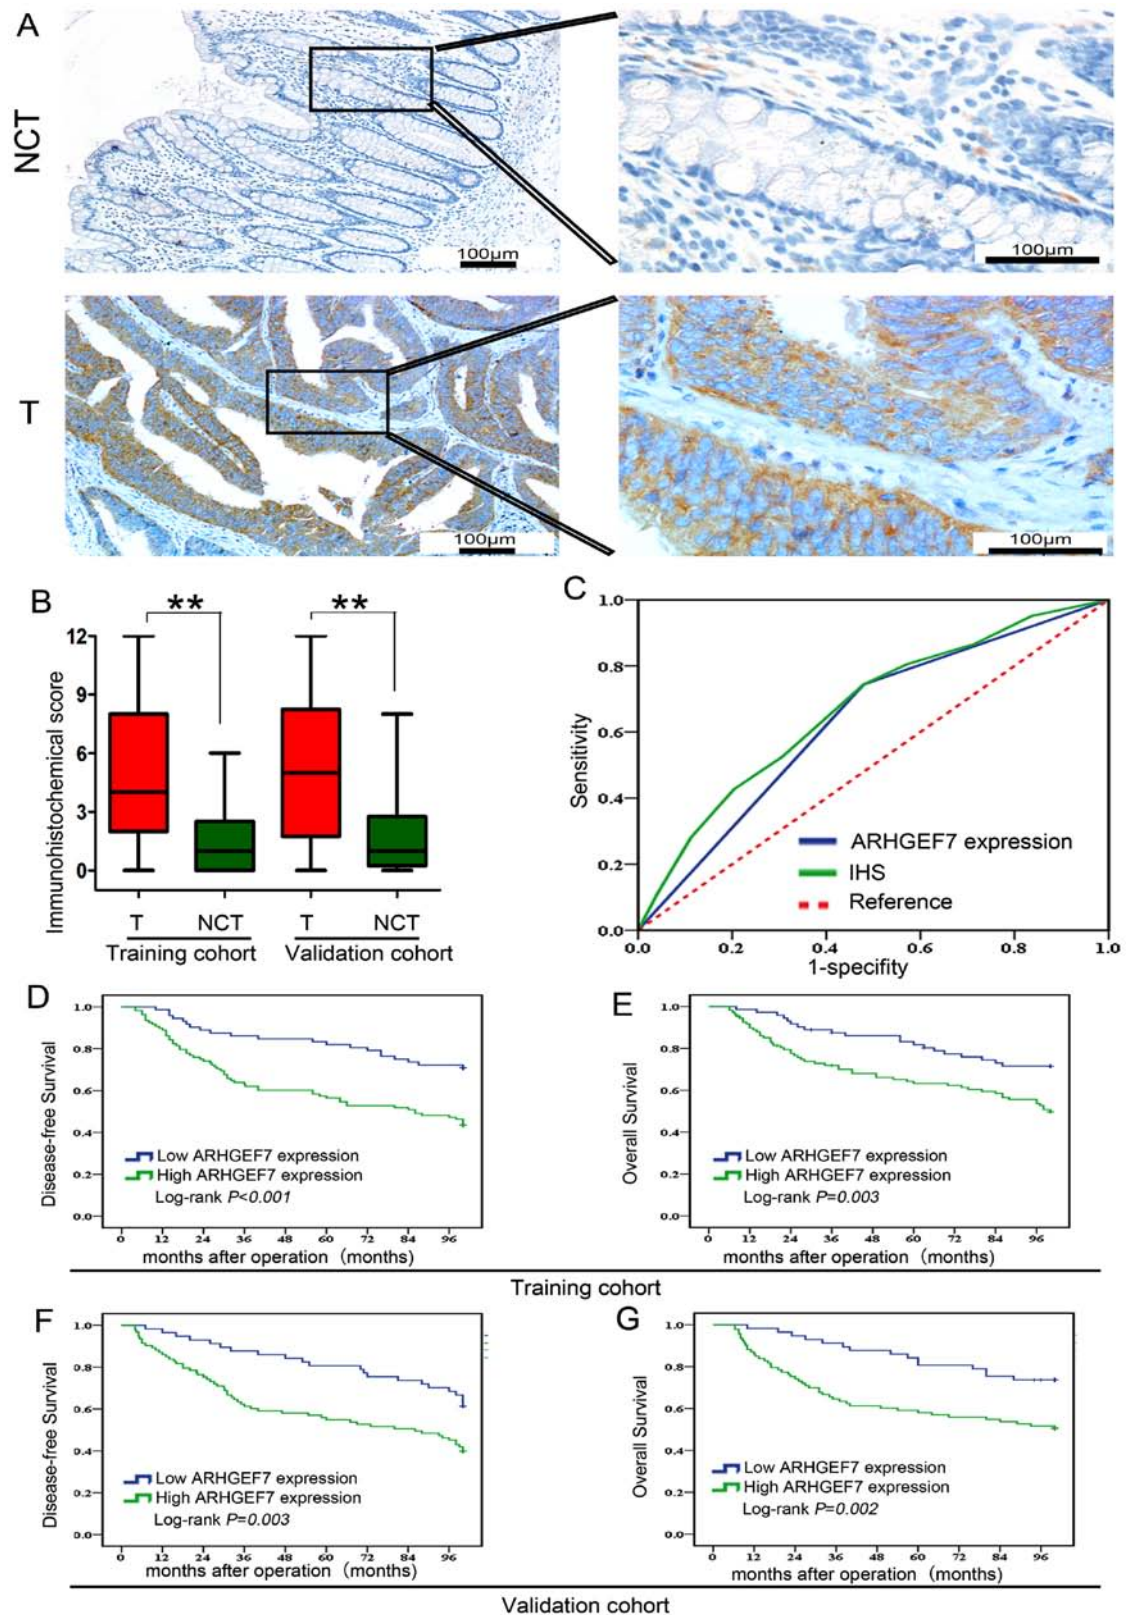 A
NCT
100μm
100μm
T
100μm
100μm
B
**
**
12
9
6
3
0
Immunohistochemical score
T
NCT
T
NCT
Training cohort
Validation cohort
C
1.0
0.8
0.6
0.4
0.2
0.0
Sensitivity
ARHGEF7 expression
IHS
Reference
0.0
0.2
0.4
0.6
0.8
1.0
1-specifity
D
1.0
0.8
0.6
0.4
0.2
0.0
Disease-free Survival
Low ARHGEF7 expression
High ARHGEF7 expression
Log-rank P<0.001
0 12 24 36 48 60 72 84 96
months after operation (months)
E
1.0
0.8
0.6
0.4
0.2
0.0
Overall Survival
Low ARHGEF7 expression
High ARHGEF7 expression
Log-rank P=0.003
0 12 24 36 48 60 72 84 96
months after operation (months)
Training cohort
F
1.0
0.8
0.6
0.4
0.2
0.0
Disease-free Survival
Low ARHGEF7 expression
High ARHGEF7 expression
Log-rank P=0.003
0 12 24 36 48 60 72 84 96
months after operation (months)
G
1.0
0.8
0.6
0.4
0.2
0.0
Overall Survival
Low ARHGEF7 expression
High ARHGEF7 expression
Log-rank P=0.002
0 12 24 36 48 60 72 84 96
months after operation (months)
Validation cohort